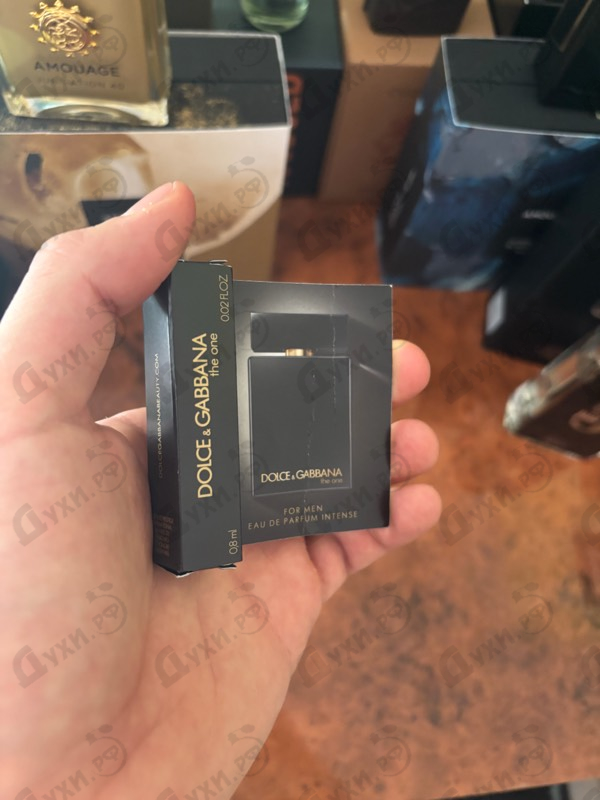 AMOUAGE
DOLCE & GABBANA
the one
0.8 ml
0.02 FL.OZ
DOLCEGABBANABEAUTY.COM
DOLCE & GABBANA
the one
FOR MEN
EAU DE PARFUM INTENSE
Духи.рф